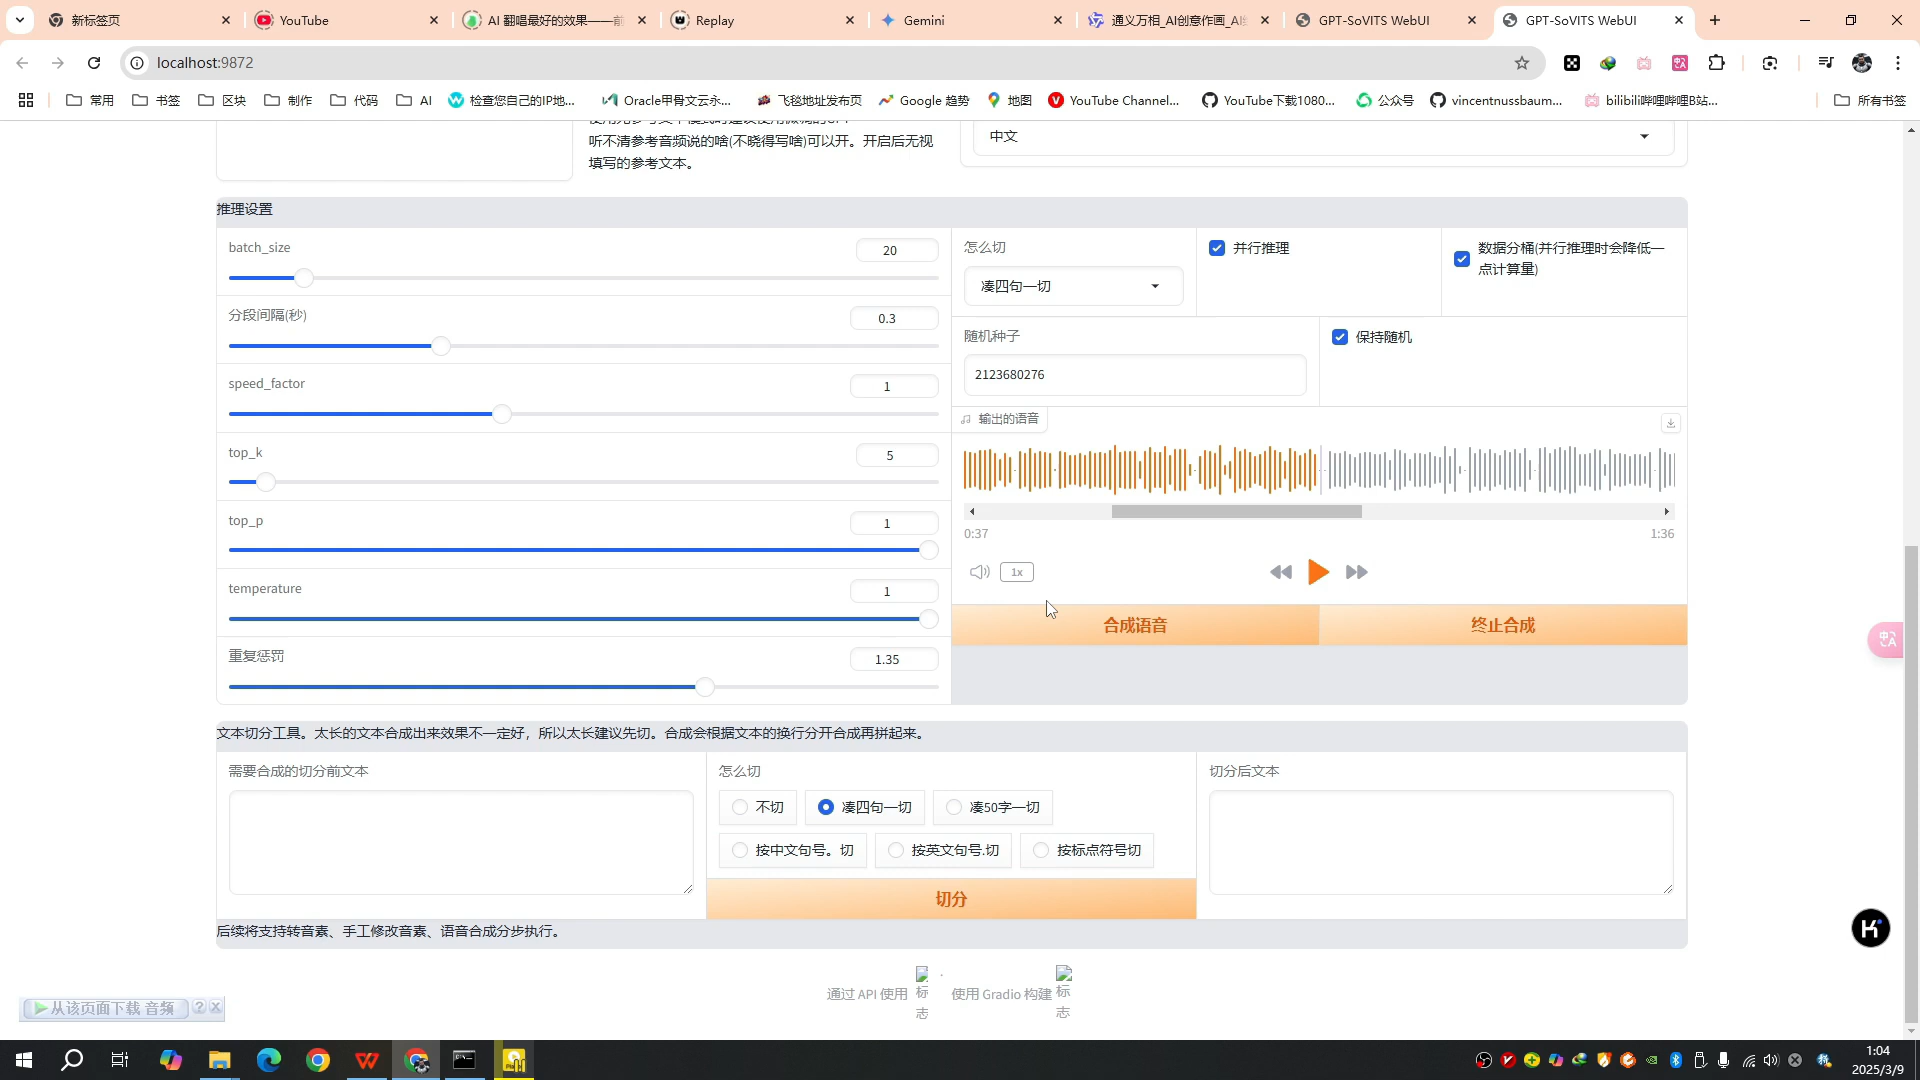 新标签页
YouTube
AI 翻唱最好的效果——前
Replay
Gemini
通义万相_AI创意作画_AI绘
GPT-SoVITS WebUI
GPT-SoVITS WebUI
localhost:9872
常用
书签
区块
制作
代码
AI
检查您自己的IP地...
Oracle甲骨文云永...
飞毯地址发布页
Google 趋势
地图
YouTube Channel...
YouTube下载1080...
公众号
vincentnussbaum...
bilibili哔哩哔哩B站...
所有书签
听不清参考音频说的啥(不晓得写啥)可以开。开启后无视
填写的参考文本。
中文
推理设置
batch_size
20
分段间隔(秒)
0.3
speed_factor
1
top_k
5
top_p
1
temperature
1
重复惩罚
1.35
怎么切
凑四句一切
并行推理
数据分桶(并行推理时会降低一
点计算量)
随机种子
2123680276
保持随机
输出的语音
0:37
1:36
1x
合成语音
终止合成
文本切分工具。太长的文本合成出来效果不一定好，所以太长建议先切。合成会根据文本的换行分开合成再拼起来。
需要合成的切分前文本
怎么切
不切
凑四句一切
凑50字一切
按中文句号。切
按英文句号.切
按标点符号切
切分
切分后文本
后续将支持转音素、手工修改音素、语音合成分步执行。
通过 API 使用
标
志
·
使用 Gradio 构建
标
志
从该页面下载 音频
?
X
中A
K
1:04
2025/3/9